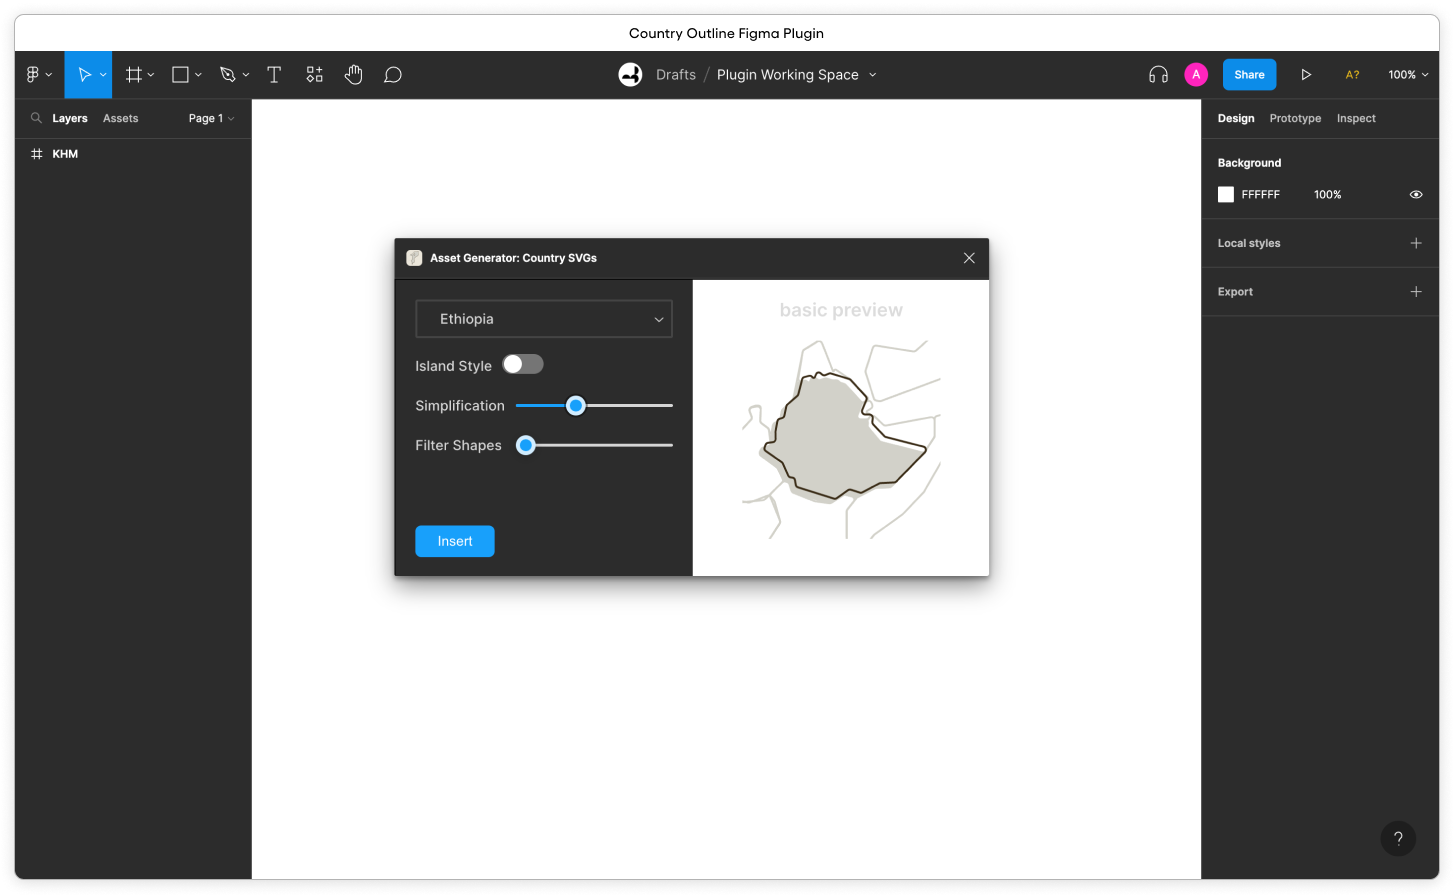 Country Outline Figma Plugin
Drafts / Plugin Working Space
A
Share
A?
100%
Layers
Assets
Page 1
Design
Prototype
Inspect
KHM
Background
FFFFFF
100%
Local styles
Export
Asset Generator: Country SVGs
Ethiopia
Island Style
Simplification
Filter Shapes
Insert
basic preview
?